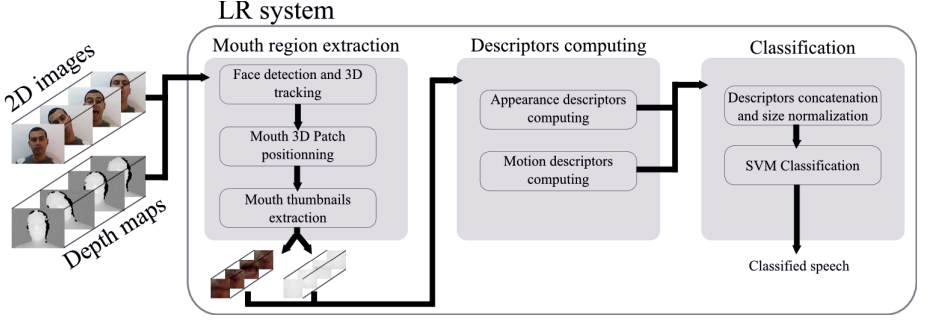 LR system
2D images
Depth maps
Mouth region extraction
Face detection and 3D
tracking
Mouth 3D Patch
positionning
Mouth thumbnails
extraction
Descriptors computing
Appearance descriptors
computing
Motion descriptors
computing
Classification
Descriptors concatenation
and size normalization
SVM Classification
Classified speech